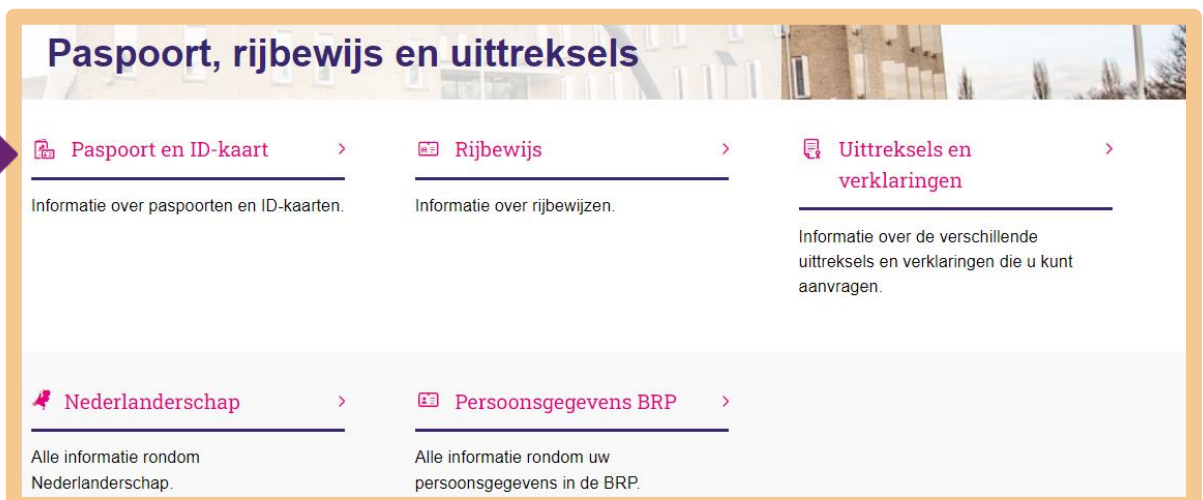 Paspoort, rijbewijs en uittreksels
Paspoort en ID-kaart
Informatie over paspoorten en ID-kaarten.
Rijbewijs
Informatie over rijbewijzen.
Uittreksels en
verklaringen
Informatie over de verschillende
uittreksels en verklaringen die u kunt
aanvragen.
Nederlanderschap
Alle informatie rondom
Nederlanderschap.
Persoonsgegevens BRP
Alle informatie rondom uw
persoonsgegevens in de BRP.